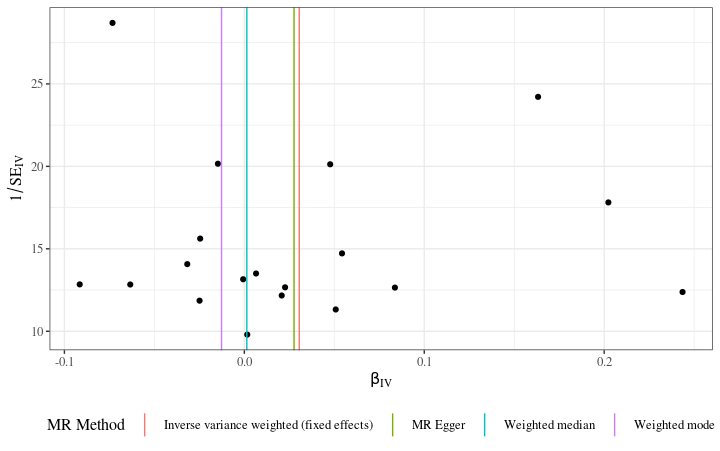 25
20
15
10
1/SE_IV
-0.1 0.0 0.1 0.2
β_IV
MR Method Inverse variance weighted (fixed effects) MR Egger Weighted median Weighted mode